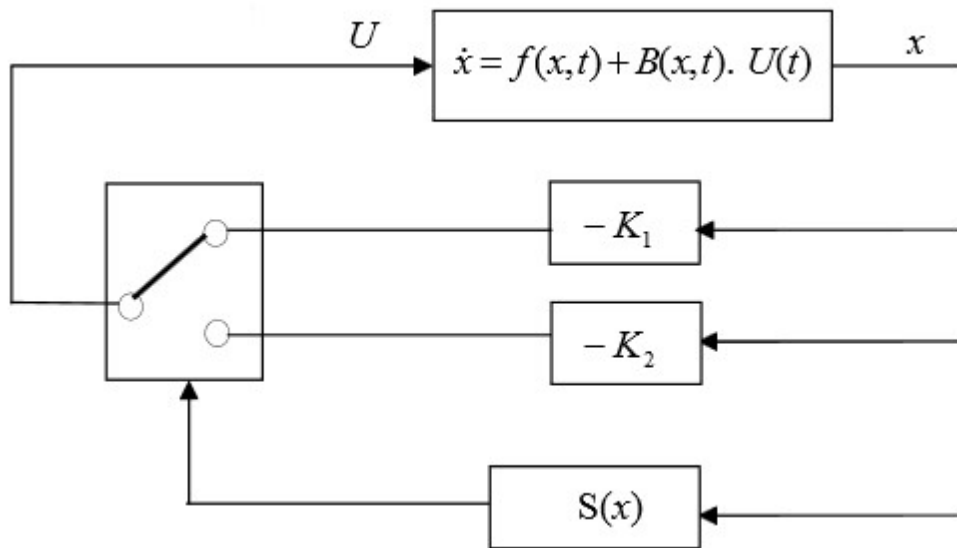 U
ẋ = f(x,t) + B(x,t). U(t)
x
− K₁
− K₂
S(x)